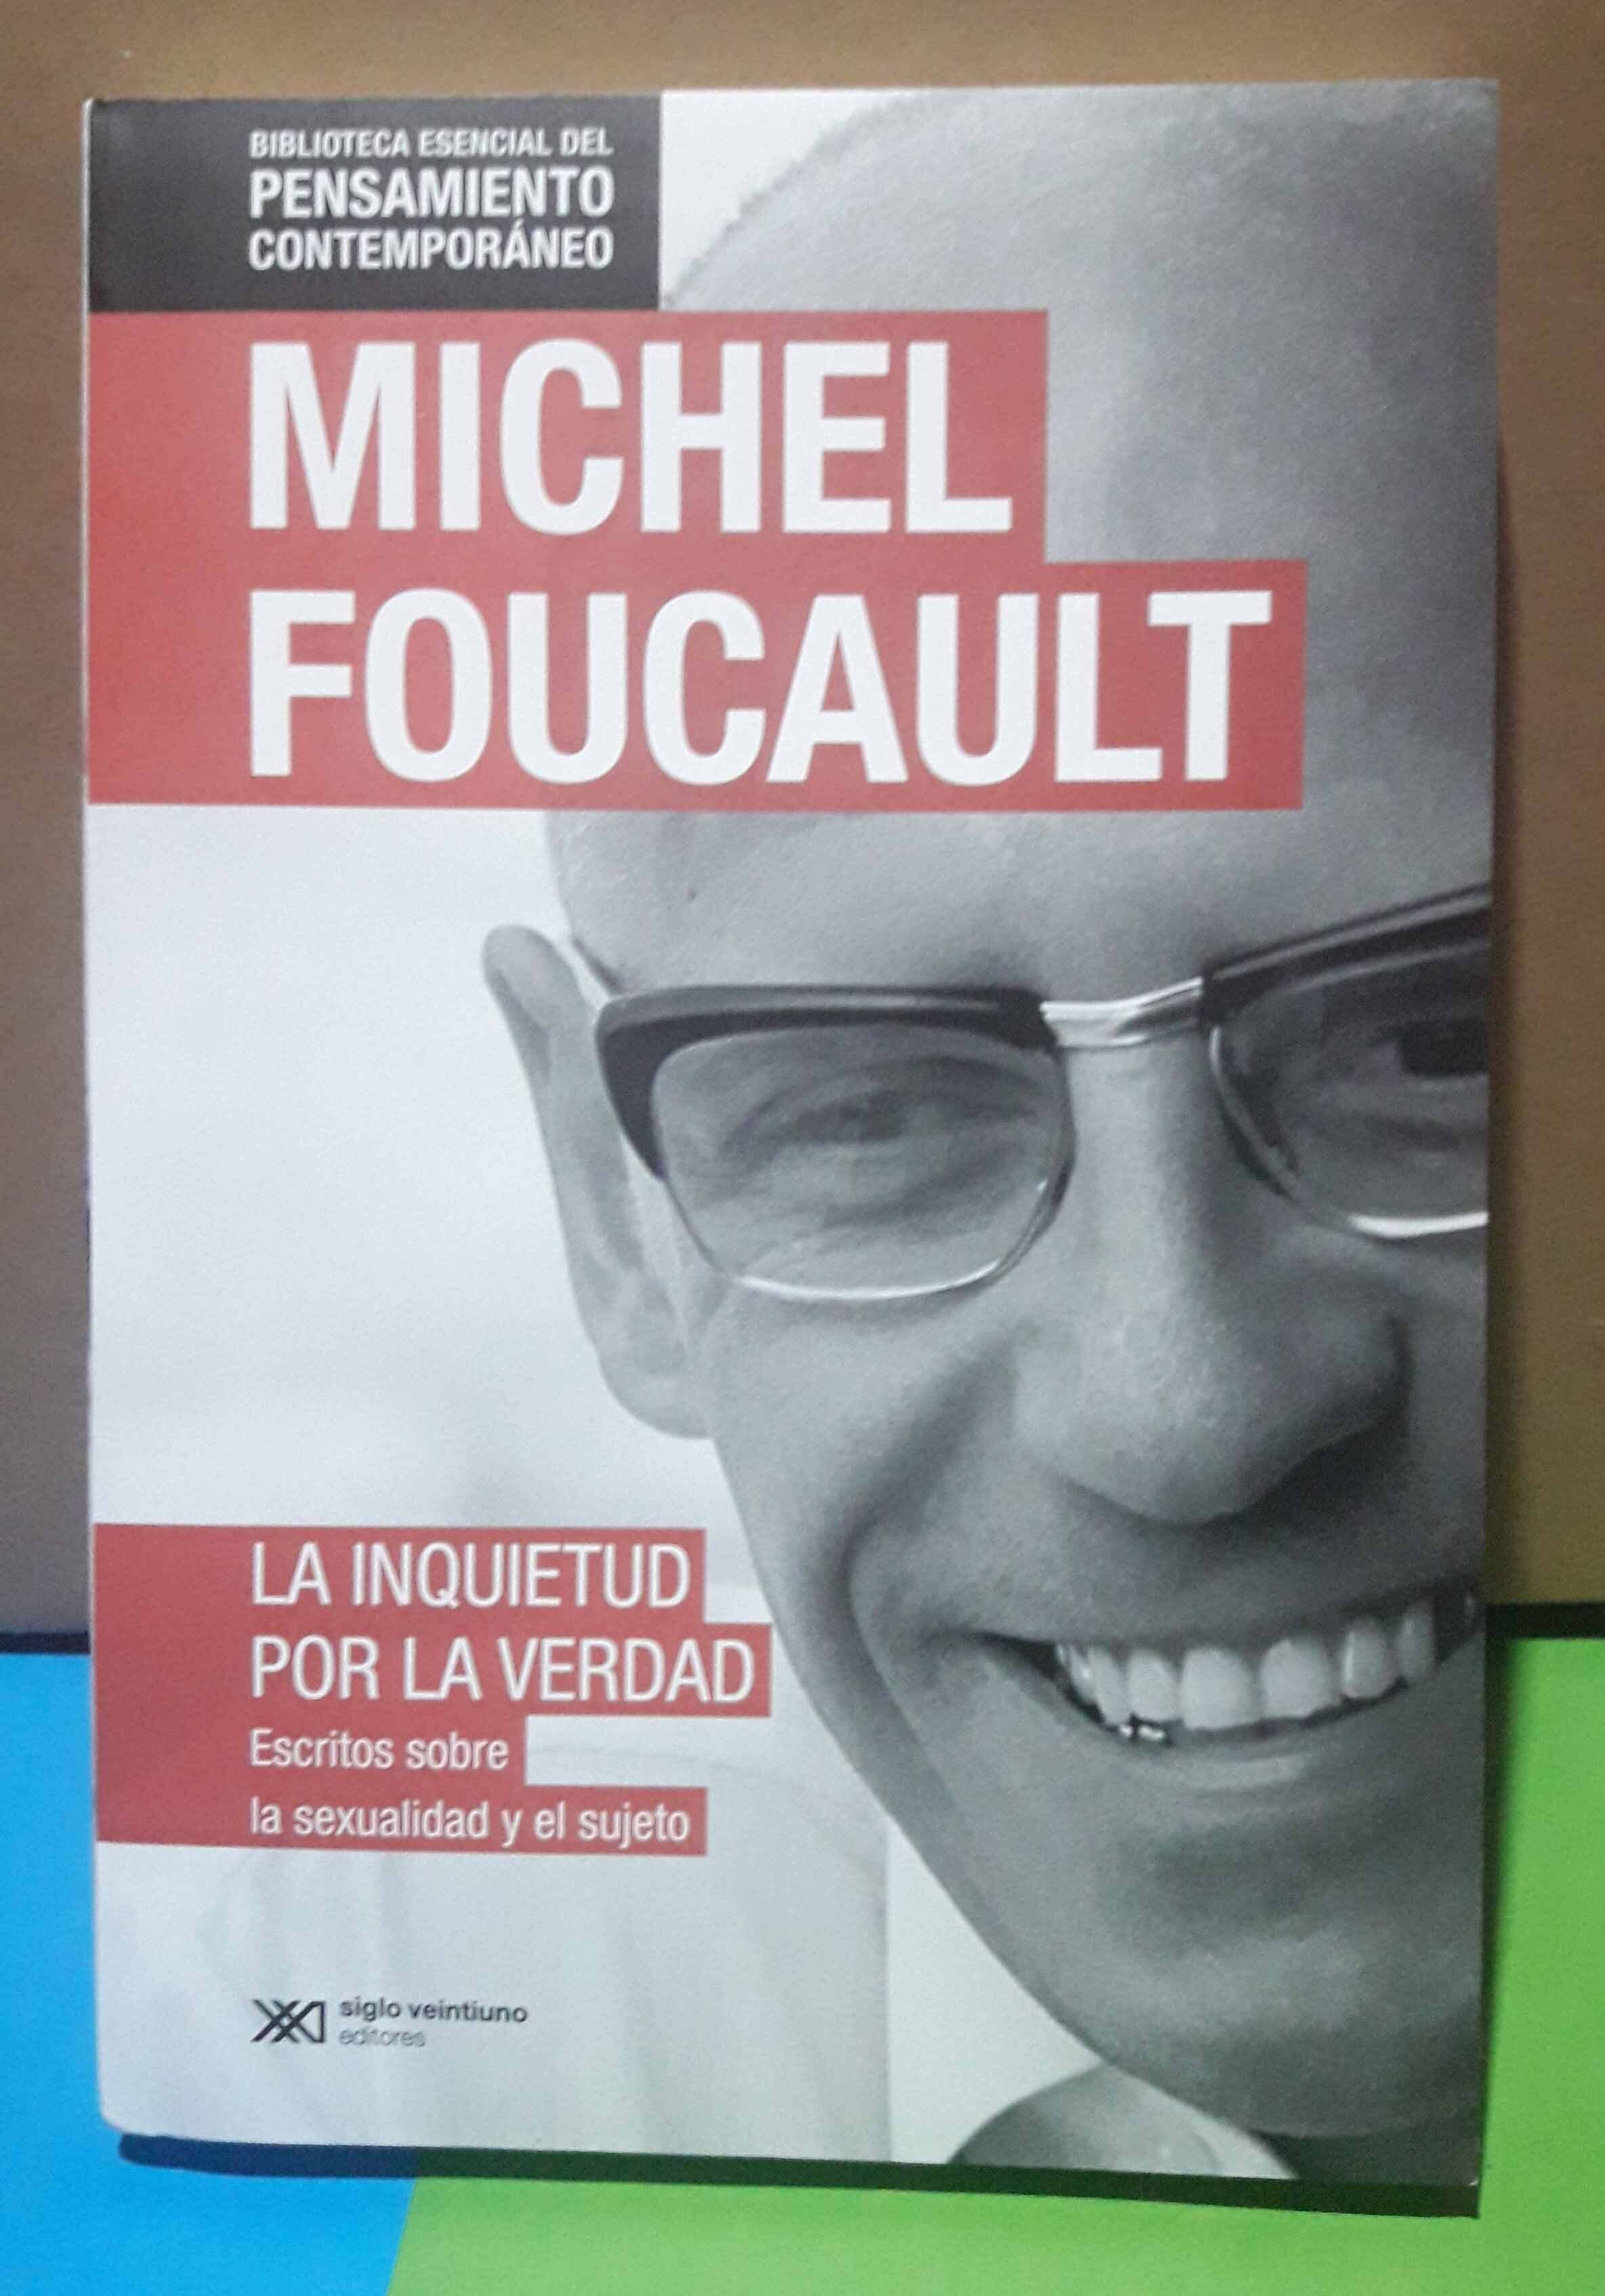 BIBLIOTECA ESENCIAL DEL
PENSAMIENTO
CONTEMPORÁNEO
MICHEL
FOUCAULT
LA INQUIETUD
POR LA VERDAD
Escritos sobre
la sexualidad y el sujeto
siglo veintiuno
editores